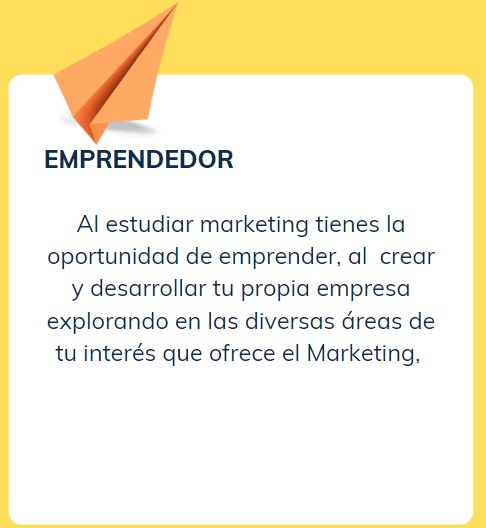 EMPRENDEDOR
Al estudiar marketing tienes la
oportunidad de emprender, al  crear
y desarrollar tu propia empresa
explorando en las diversas áreas de
tu interés que ofrece el Marketing,